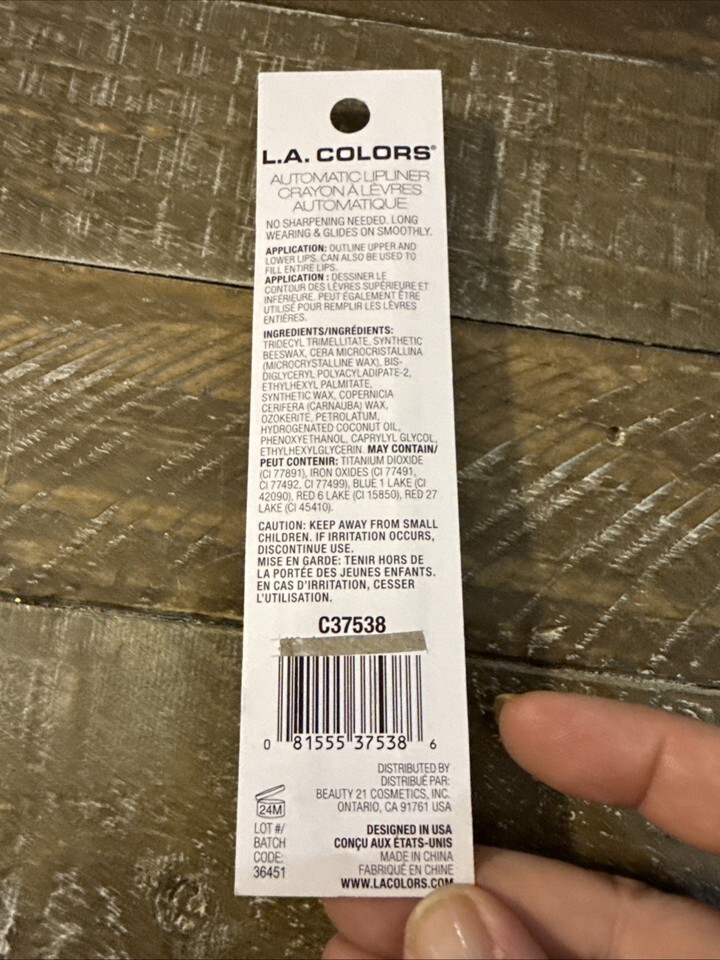 L.A. COLORS®
AUTOMATIC LIPLINER
CRAYON À LÈVRES
AUTOMATIQUE
NO SHARPENING NEEDED. LONG
WEARING & GLIDES ON SMOOTHLY.
APPLICATION: OUTLINE UPPER AND
LOWER LIPS. CAN ALSO BE USED TO
FILL ENTIRE LIPS.
APPLICATION : DESSINER LE
CONTOUR DES LÈVRES SUPÉRIEURE ET
INFÉRIEURE. PEUT ÉGALEMENT ÊTRE
UTILISÉ POUR REMPLIR LES LÈVRES
ENTIÈRES.
INGREDIENTS/INGRÉDIENTS:
TRIDECYL TRIMELLITATE, SYNTHETIC
BEESWAX, CERA MICROCRISTALLINA
(MICROCRYSTALLINE WAX), BIS-
DIGLYCERYL POLYACYLADIPATE-2,
ETHYLHEXYL PALMITATE,
SYNTHETIC WAX, COPERNICIA
CERIFERA (CARNAUBA) WAX,
OZOKERITE, PETROLATUM,
HYDROGENATED COCONUT OIL,
PHENOXYETHANOL, CAPRYLYL GLYCOL,
ETHYLHEXYLGLYCERIN. MAY CONTAIN/
PEUT CONTENIR: TITANIUM DIOXIDE
(CI 77891), IRON OXIDES (CI 77491,
CI 77492, CI 77499), BLUE 1 LAKE (CI
42090), RED 6 LAKE (CI 15850), RED 27
LAKE (CI 45410).
CAUTION: KEEP AWAY FROM SMALL
CHILDREN. IF IRRITATION OCCURS,
DISCONTINUE USE.
MISE EN GARDE: TENIR HORS DE
LA PORTÉE DES JEUNES ENFANTS.
EN CAS D'IRRITATION, CESSER
L'UTILISATION.
C37538
0 81555 37538 6
DISTRIBUTED BY
DISTRIBUÉ PAR:
BEAUTY 21 COSMETICS, INC.
ONTARIO, CA 91761 USA
24M
LOT #/
BATCH
CODE:
36451
DESIGNED IN USA
CONÇU AUX ÉTATS-UNIS
MADE IN CHINA
FABRIQUÉ EN CHINE
WWW.LACOLORS.COM